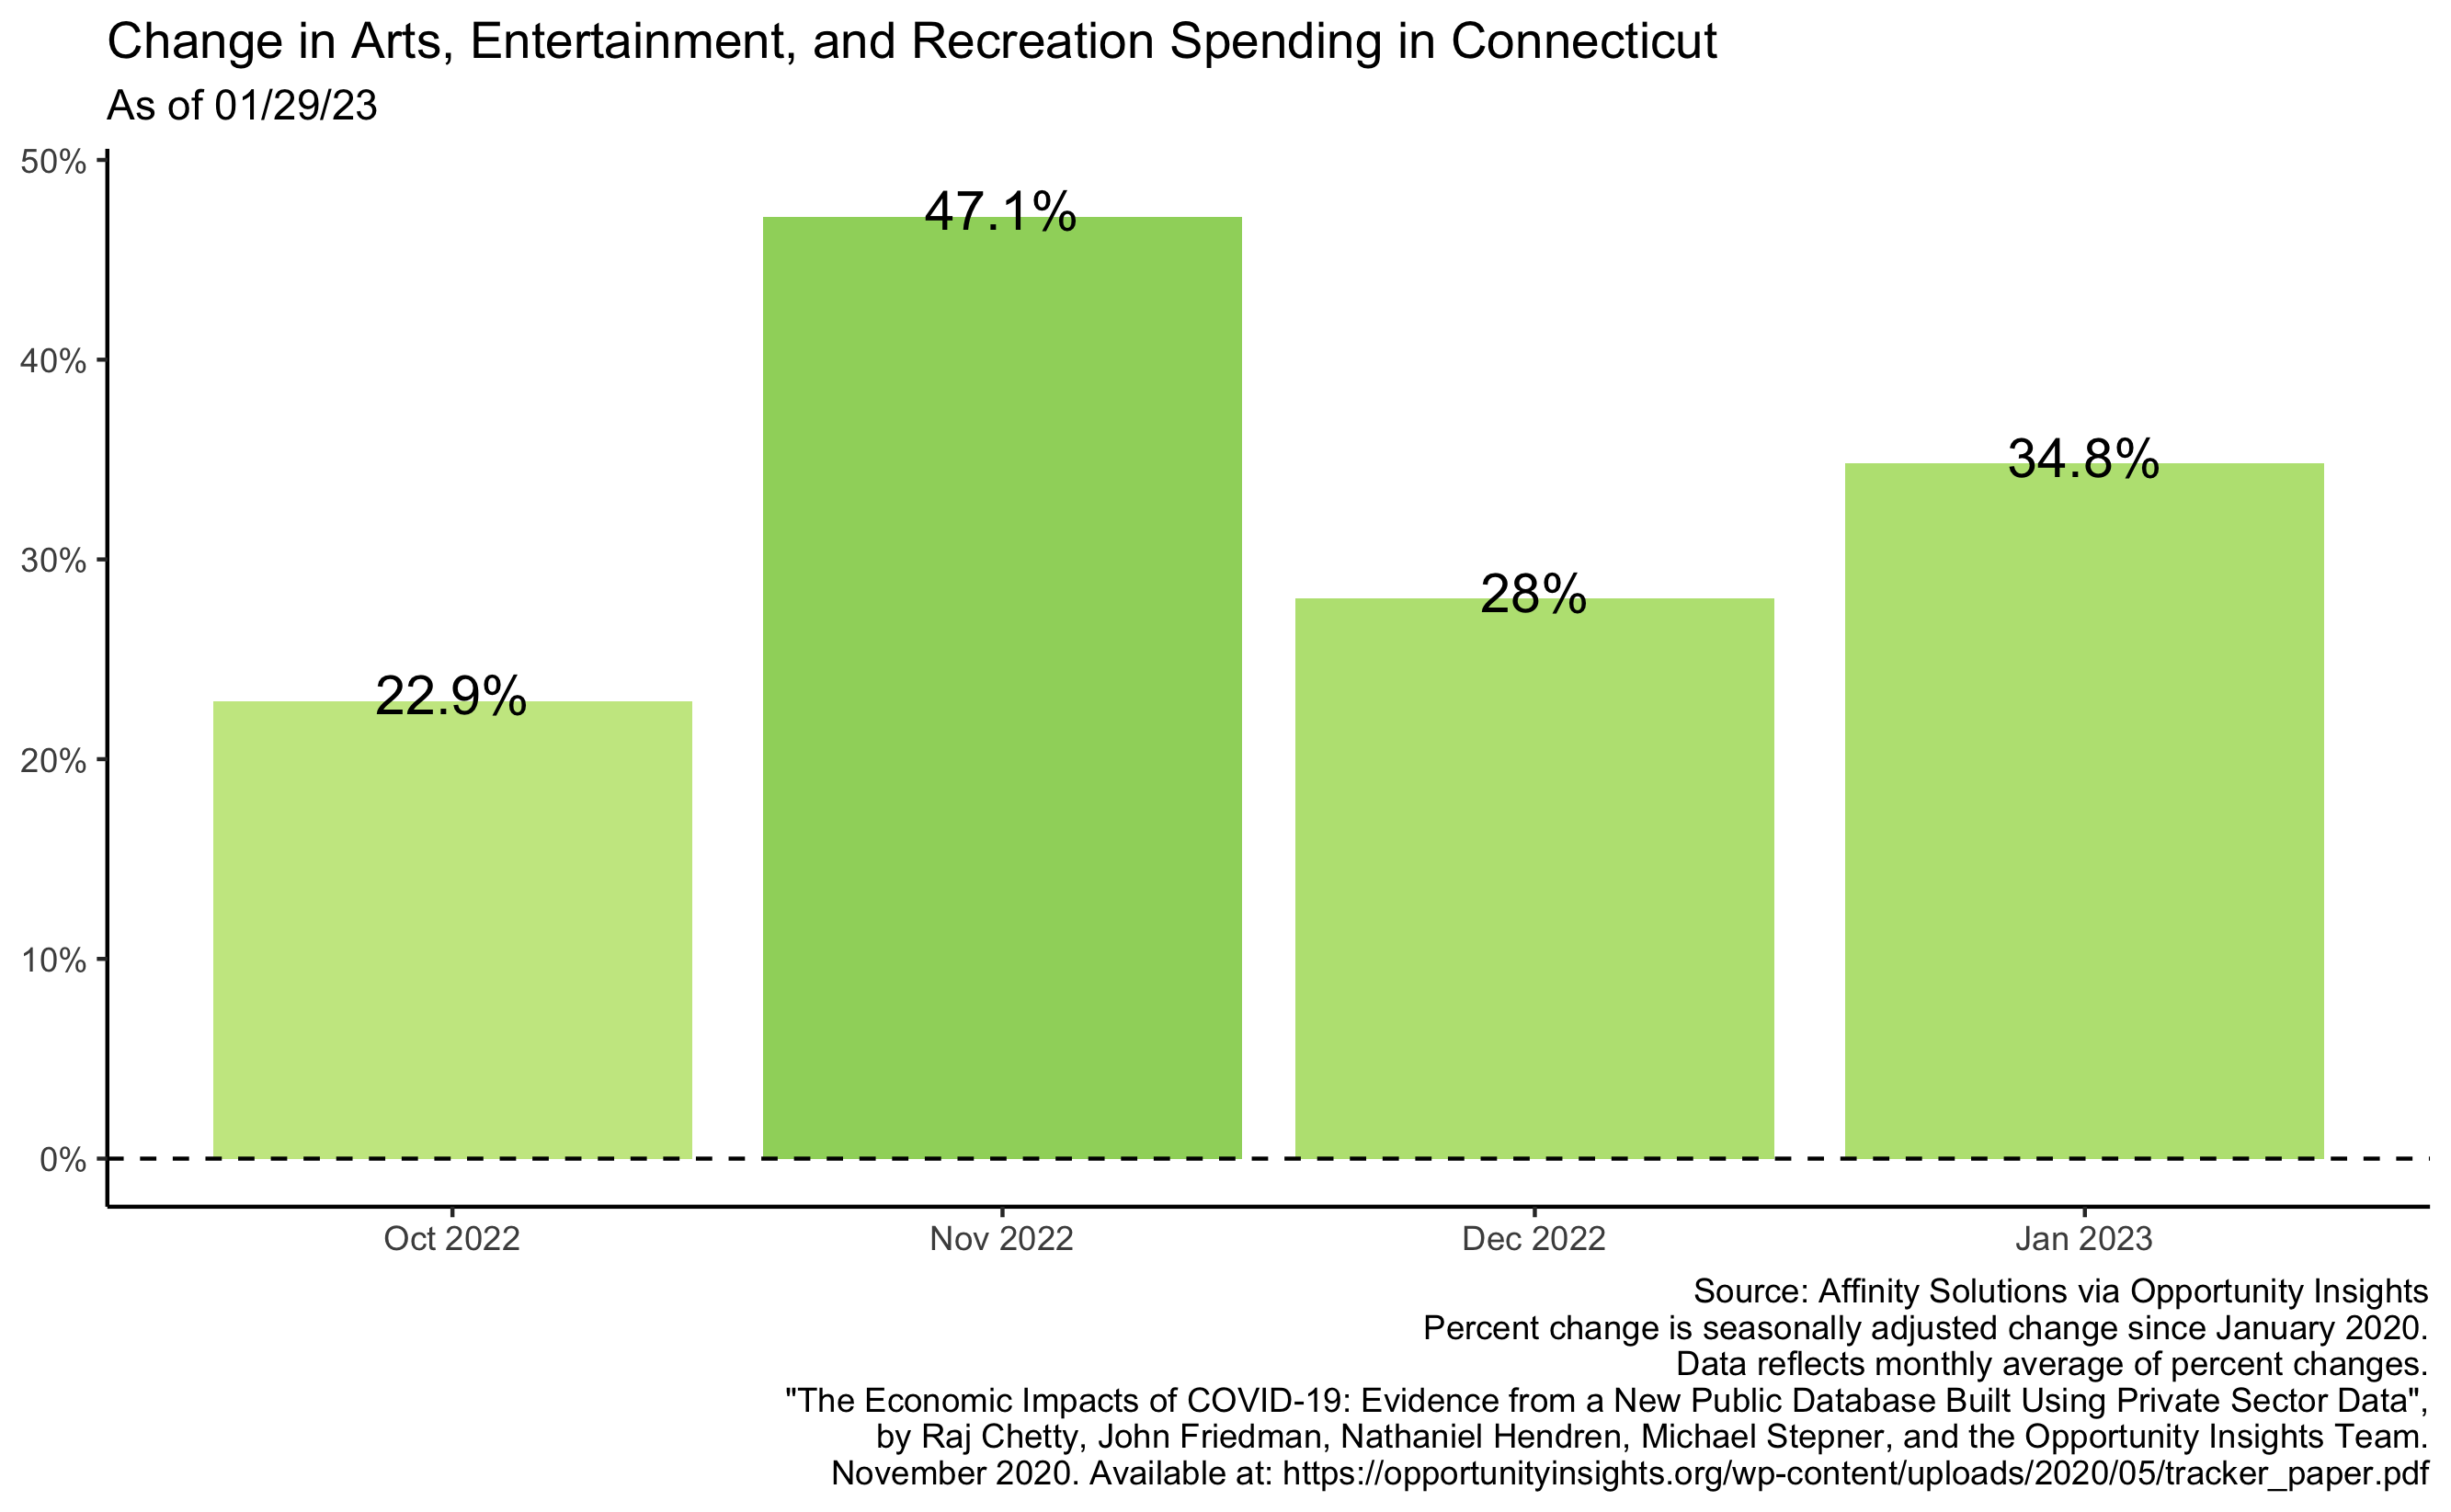 Change in Arts, Entertainment, and Recreation Spending in Connecticut
As of 01/29/23
50%
40%
30%
20%
10%
0%
22.9%
47.1%
28%
34.8%
Oct 2022
Nov 2022
Dec 2022
Jan 2023
Source: Affinity Solutions via Opportunity Insights
Percent change is seasonally adjusted change since January 2020.
Data reflects monthly average of percent changes.
"The Economic Impacts of COVID-19: Evidence from a New Public Database Built Using Private Sector Data",
by Raj Chetty, John Friedman, Nathaniel Hendren, Michael Stepner, and the Opportunity Insights Team.
November 2020. Available at: https://opportunityinsights.org/wp-content/uploads/2020/05/tracker_paper.pdf